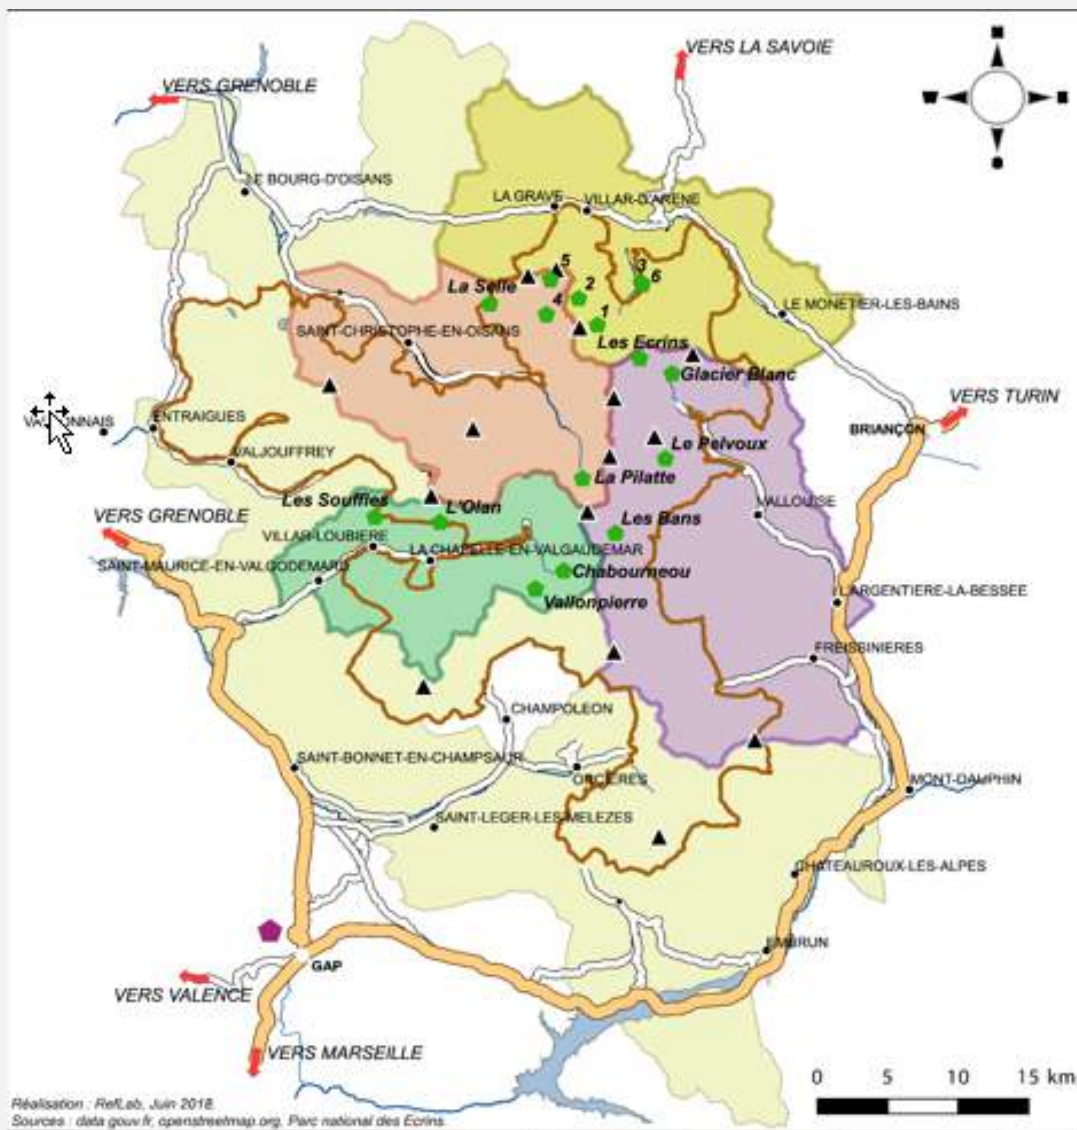 VERS LA SAVOIE
VERS GRENOBLE
LE BOURG-D'OISANS
LA GRAVE
VILLAR-D'ARENE
5
3
6
2
La Selle
4
1
LE MONETIER-LES-BAINS
SAINT-CHRISTOPHE-EN-OISANS
Les Ecrins
Glacier Blanc
VERS TURIN
ENTRAIGUES
BRIANÇON
Le Pelvoux
VALJOUFFREY
La Pilatte
Les Souffles
L'Olan
VALLOUISE
VERS GRENOBLE
Les Bans
VILLAR-LOUBIERE
LA CHAPELLE-EN-VALGAUDEMAR
SAINT-MAURICE-EN-VALGODEMARD
Chabourneou
Vallonpierre
L'ARGENTIERE-LA-BESSEE
FREISSINIERES
CHAMPOLEON
SAINT-BONNET-EN-CHAMPSAUR
ORCIERES
MONT-DAUPHIN
SAINT-LEGER-LES-MELEZES
CHATEAUROUX-LES-ALPES
EMBRUN
GAP
VERS VALENCE
VERS MARSEILLE
0 5 10 15 km
Réalisation : RefLab, Juin 2018.
Sources : data.gouv.fr, openstreetmap.org, Parc national des Ecrins.